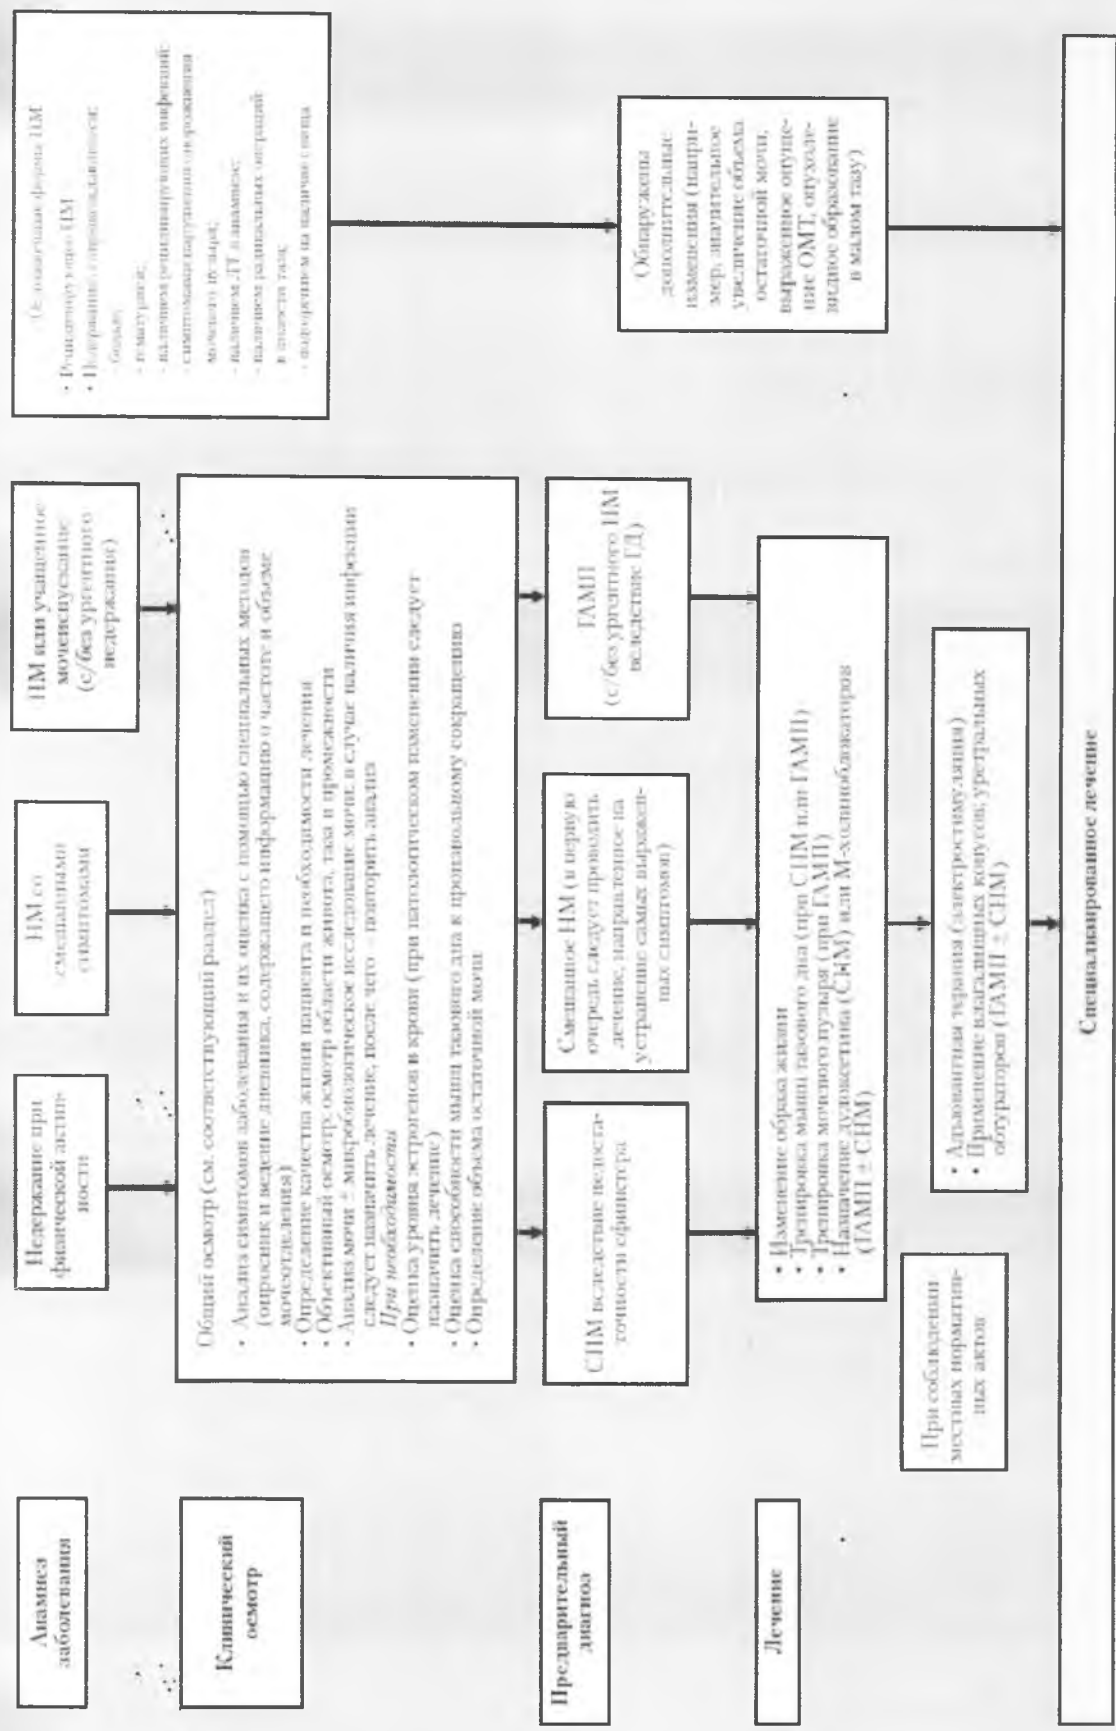 Анамнез
заболевания
Недержание при
физической актив-
ности
НМ со
смешанными
симптомами
НМ или учащенное
мочеиспускание
(с/без ургентного
недержания)
Осложненные формы НМ
• Рецидивирующее НМ
• Недержание, сопровождающееся:
- болью;
- гематурией;
- наличием рецидивирующих инфекций;
- симптомами нарушения опорожнения
мочевого пузыря;
- наличием ЛТ в анамнезе;
- наличием радикальных операций
в полости таза;
- подозрением на наличие свища
Клинический
осмотр
Общий осмотр (см. соответствующий раздел)
• Анализ симптомов заболевания и их оценка с помощью специальных методов
(опросник и ведение дневника, содержащего информацию о частоте и объеме
мочеотделения)
• Определение качества жизни пациента и необходимости лечения
• Объективный осмотр: осмотр области живота, таза и промежности
• Анализ мочи ± микробиологическое исследование мочи, в случае наличия инфекции
следует назначить лечение, после чего – повторить анализ
При необходимости
• Оценка уровня эстрогенов в крови (при патологическом изменении следует
назначить лечение)
• Оценка способности мышц тазового дна к произвольному сокращению
• Определение объема остаточной мочи
Предварительный
диагноз
СНМ вследствие недоста-
точности сфинктера
Смешанное НМ (в первую
очередь следует проводить
лечение, направленное на
устранение самых выражен-
ных симптомов)
ГАМП
(с/без ургентного НМ
вследствие ГД)
Обнаружены
дополнительные
изменения (напри-
мер, значительное
увеличение объема
остаточной мочи,
выраженное опуще-
ние ОМТ, опухоле-
видное образование
в малом тазу)
Лечение
• Изменение образа жизни
• Тренировка мышц тазового дна (при СНМ или ГАМП)
• Тренировка мочевого пузыря (при ГАМП)
• Назначение дулоксетина (СНМ) или М-холиноблокаторов
(ГАМП ± СНМ)
При соблюдении
местных норматив-
ных актов
• Адъювантная терапия (электростимуляция)
• Применение влагалищных конусов, уретральных
обтураторов (ГАМП ± СНМ)
Специализированное лечение